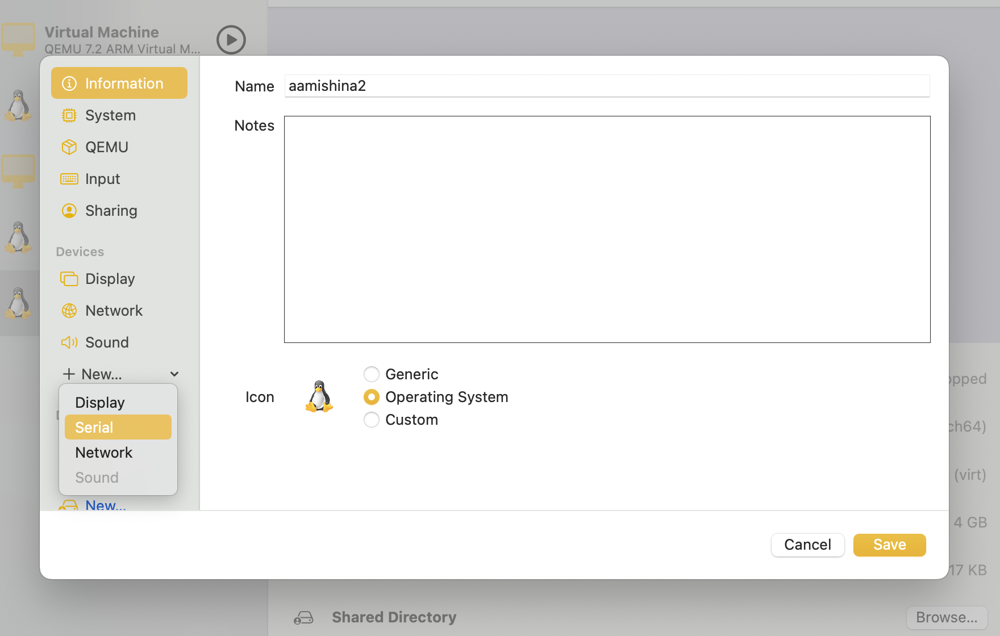 Virtual Machine
QEMU 7.2 ARM Virtual M...
Information
System
QEMU
Input
Sharing
Devices
Display
Network
Sound
New...
Display
Serial
Network
Sound
New...
Name
aamishina2
Notes
Icon
Generic
Operating System
Custom
Cancel
Save
opped
ch64)
(virt)
4 GB
17 KB
Shared Directory
Browse...